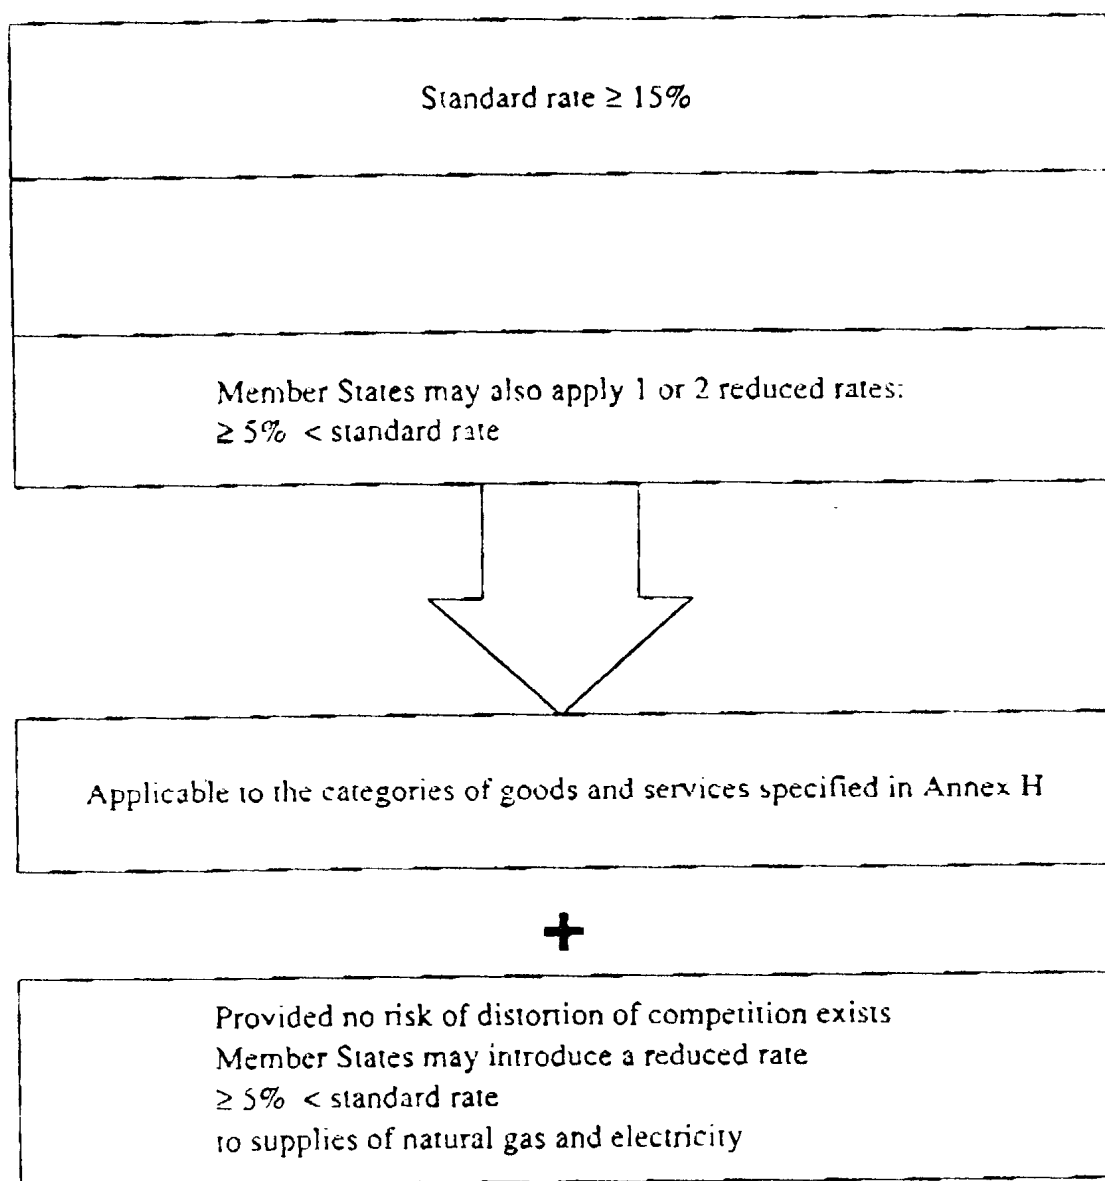 Standard rate ≥ 15%
Member States may also apply 1 or 2 reduced rates:
≥ 5% < standard rate
Applicable to the categories of goods and services specified in Annex H
+
Provided no risk of distortion of competition exists
Member States may introduce a reduced rate
≥ 5% < standard rate
to supplies of natural gas and electricity